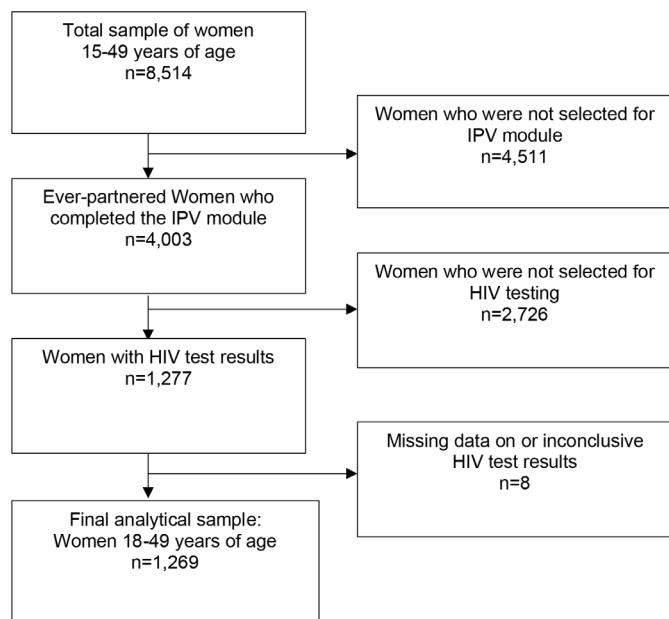 Total sample of women
15-49 years of age
n=8,514
Women who were not selected for
IPV module
n=4,511
Ever-partnered Women who
completed the IPV module
n=4,003
Women who were not selected for
HIV testing
n=2,726
Women with HIV test results
n=1,277
Missing data on or inconclusive
HIV test results
n=8
Final analytical sample:
Women 18-49 years of age
n=1,269